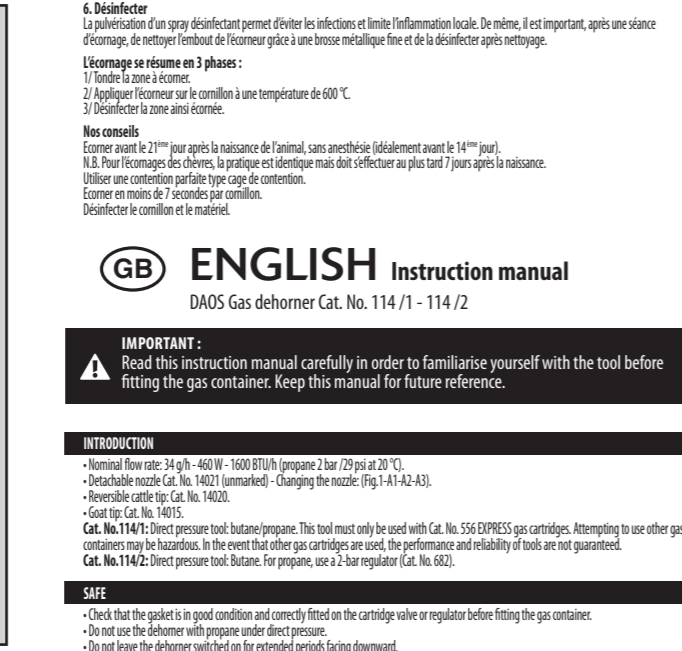 6. Désinfecter
La pulvérisation d'un spray désinfectant permet d'éviter les infections et limite l'inflammation locale. De même, il est important, après une séance
d'écornage, de nettoyer l'embout de l'écorneur grâce à une brosse métallique fine et de la désinfecter après nettoyage.
L'écornage se résume en 3 phases :
1/ Tondre la zone à écorner.
2/ Appliquer l'écorneur sur le cornillon à une température de 600 °C.
3/ Désinfecter la zone ainsi écornée.
Nos conseils
Ecorner avant le 21ème jour après la naissance de l'animal, sans anesthésie (idéalement avant le 14ème jour).
N.B. Pour l'écornages des chèvres, la pratique est identique mais doit s'effectuer au plus tard 7 jours après la naissance.
Utiliser une contention parfaite type cage de contention.
Ecorner en moins de 7 secondes par cornillon.
Désinfecter le cornillon et le matériel.
GB ENGLISH Instruction manual
DAOS Gas dehorner Cat. No. 114 /1 - 114 /2
IMPORTANT :
Read this instruction manual carefully in order to familiarise yourself with the tool before
fitting the gas container. Keep this manual for future reference.
INTRODUCTION
• Nominal flow rate: 34 g/h - 460 W - 1600 BTU/h (propane 2 bar /29 psi at 20 °C).
• Detachable nozzle Cat. No. 14021 (unmarked) - Changing the nozzle: (Fig.1-A1-A2-A3).
• Reversible cattle tip: Cat. No. 14020.
• Goat tip: Cat. No. 14015.
Cat. No.114/1: Direct pressure tool: butane/propane. This tool must only be used with Cat. No. 556 EXPRESS gas cartridges. Attempting to use other gas
containers may be hazardous. In the event that other gas cartridges are used, the performance and reliability of tools are not guaranteed.
Cat. No.114/2: Direct pressure tool: Butane. For propane, use a 2-bar regulator (Cat. No. 682).
SAFE
• Check that the gasket is in good condition and correctly fitted on the cartridge valve or regulator before fitting the gas container.
• Do not use the dehorner with propane under direct pressure.
• Do not leave the dehorner switched on for extended periods facing downward.